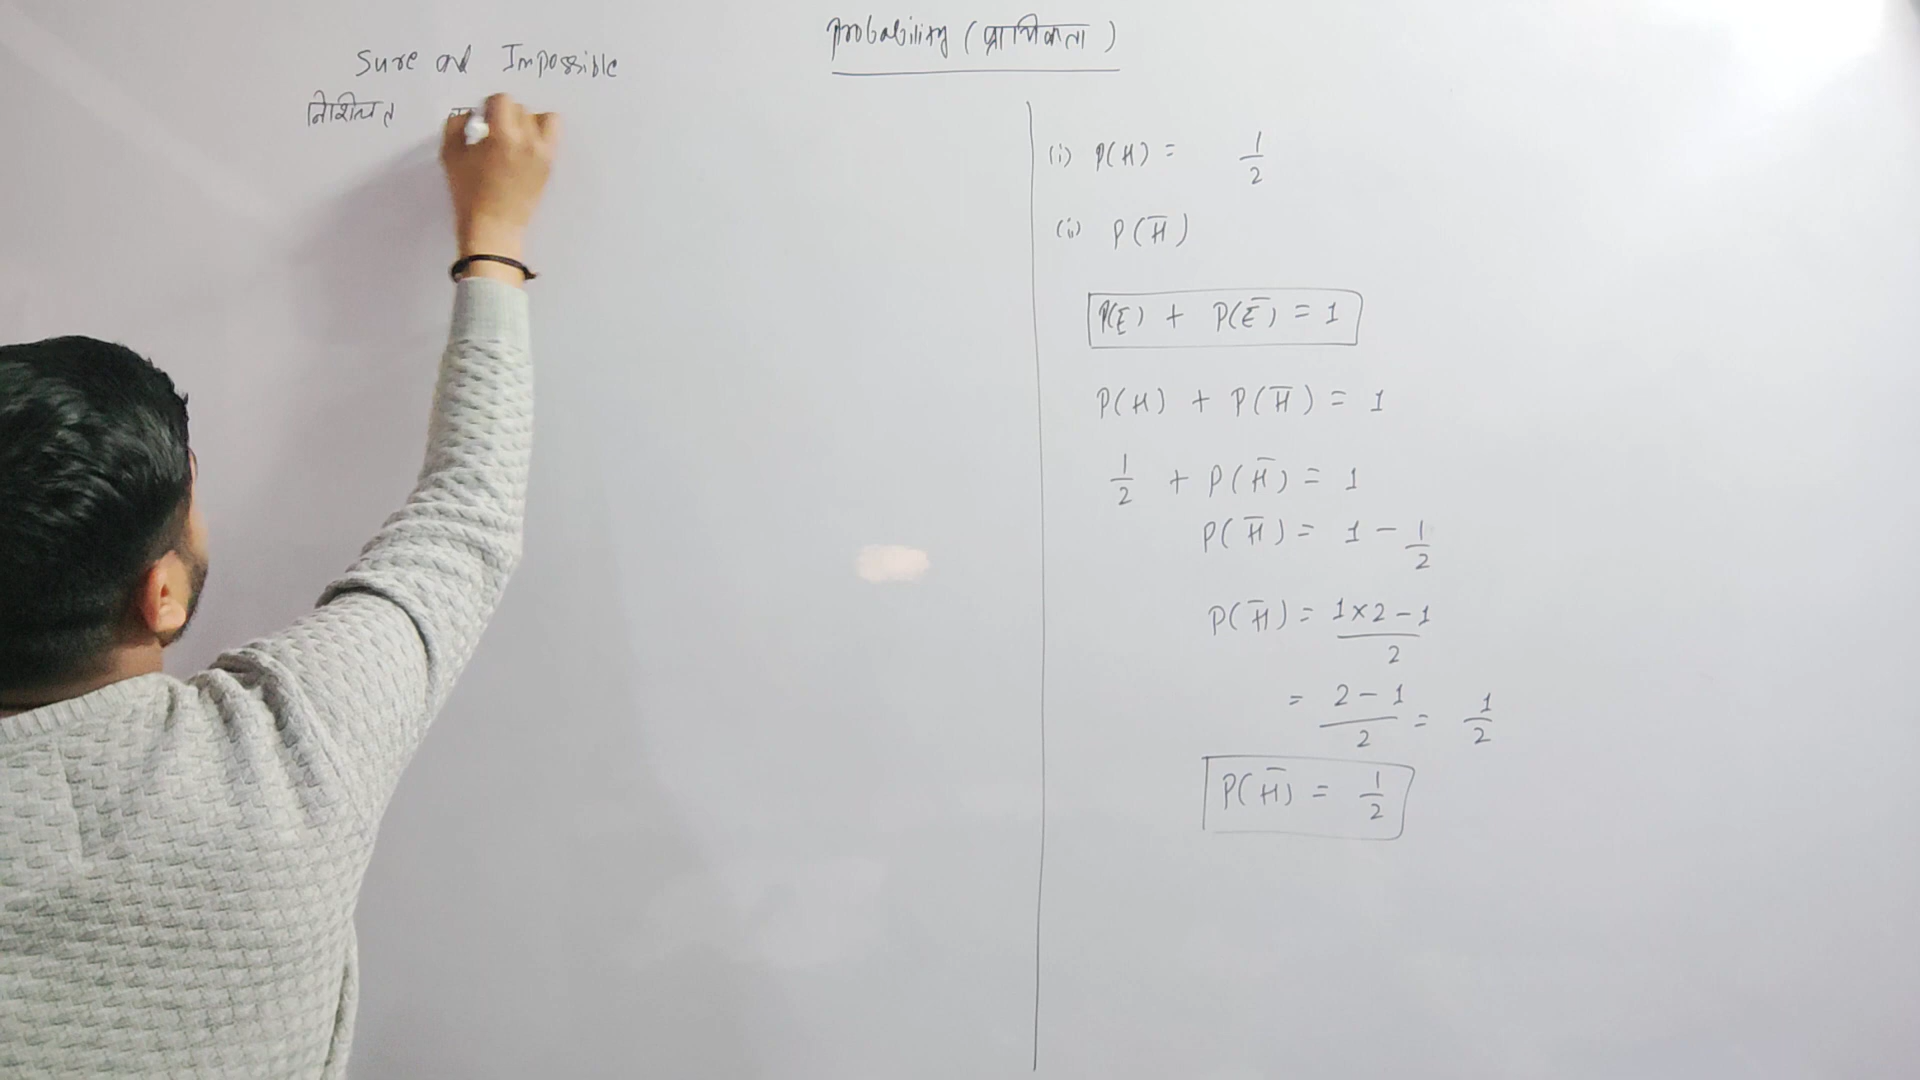 Probability (प्रायिकता)
Sure and Impossible
निश्चित
(i) P(H) = 1/2
(ii) P(H̅)
P(E) + P(E̅) = 1
P(H) + P(H̅) = 1
1/2 + P(H̅) = 1
P(H̅) = 1 - 1/2
P(H̅) = 1×2-1/2
= 2-1/2 = 1/2
P(H̅) = 1/2